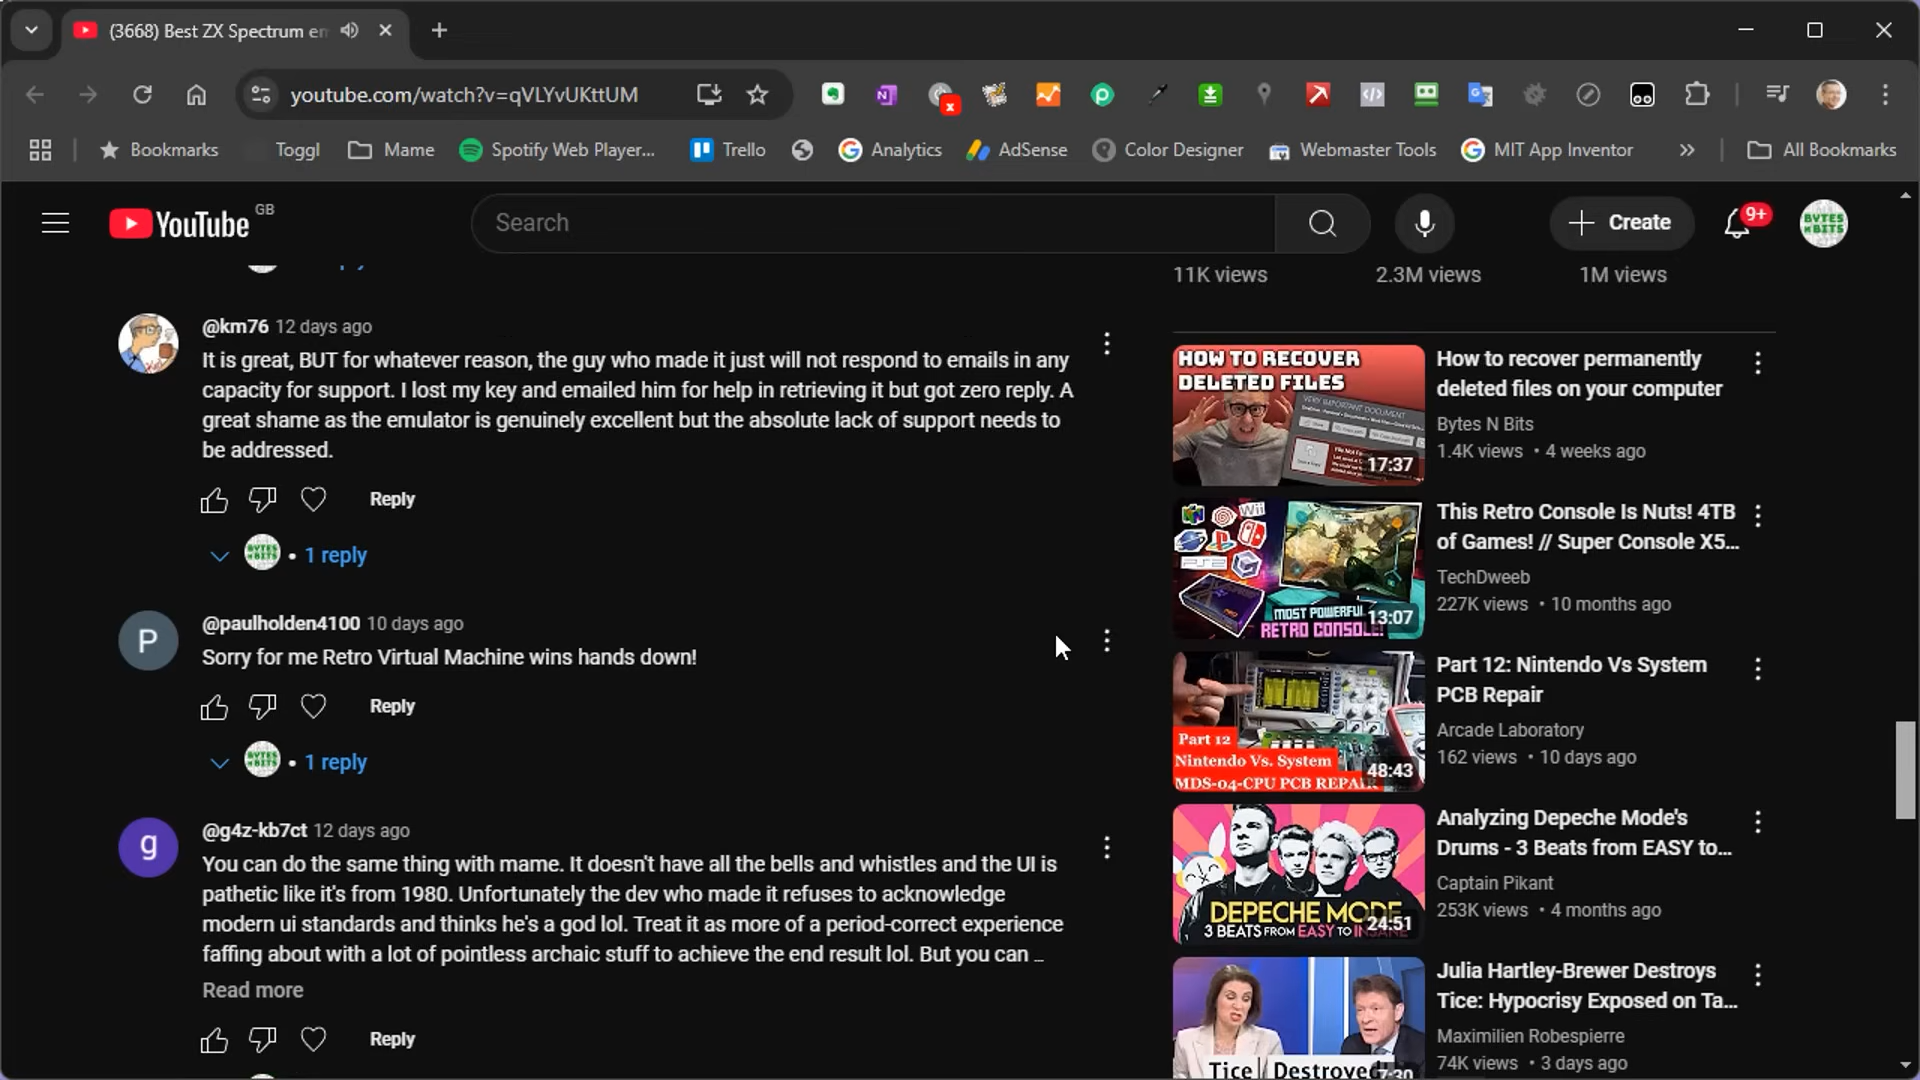 (3668) Best ZX Spectrum em
youtube.com/watch?v=qVLYvUKttUM
Bookmarks
Toggl
Mame
Spotify Web Player...
Trello
Analytics
AdSense
Color Designer
Webmaster Tools
MIT App Inventor
All Bookmarks
YouTube GB
Search
Create
9+
BYTES N BITS
11K views 2.3M views 1M views
@km76 12 days ago
It is great, BUT for whatever reason, the guy who made it just will not respond to emails in any
capacity for support. I lost my key and emailed him for help in retrieving it but got zero reply. A
great shame as the emulator is genuinely excellent but the absolute lack of support needs to
be addressed.
Reply
• 1 reply
@paulholden4100 10 days ago
P
Sorry for me Retro Virtual Machine wins hands down!
Reply
• 1 reply
@g4z-kb7ct 12 days ago
g
You can do the same thing with mame. It doesn't have all the bells and whistles and the UI is
pathetic like it's from 1980. Unfortunately the dev who made it refuses to acknowledge
modern ui standards and thinks he's a god lol. Treat it as more of a period-correct experience
faffing about with a lot of pointless archaic stuff to achieve the end result lol. But you can ...
Read more
Reply
HOW TO RECOVER
DELETED FILES
VERY IMPORTANT DOCUMENT
17:37
How to recover permanently
deleted files on your computer
Bytes N Bits
1.4K views • 4 weeks ago
Wii
PS2
MOST POWERFUL
RETRO CONSOLE!
13:07
This Retro Console Is Nuts! 4TB
of Games! // Super Console X5...
TechDweeb
227K views • 10 months ago
Part 12
Nintendo Vs. System
MDS-04-CPU PCB REPAIR
48:43
Part 12: Nintendo Vs System
PCB Repair
Arcade Laboratory
162 views • 10 days ago
DEPECHE MODE
3 BEATS FROM EASY TO INSANE
24:51
Analyzing Depeche Mode's
Drums - 3 Beats from EASY to...
Captain Pikant
253K views • 4 months ago
Tice Destroyed
7:30
Julia Hartley-Brewer Destroys
Tice: Hypocrisy Exposed on Ta...
Maximilien Robespierre
74K views • 3 days ago